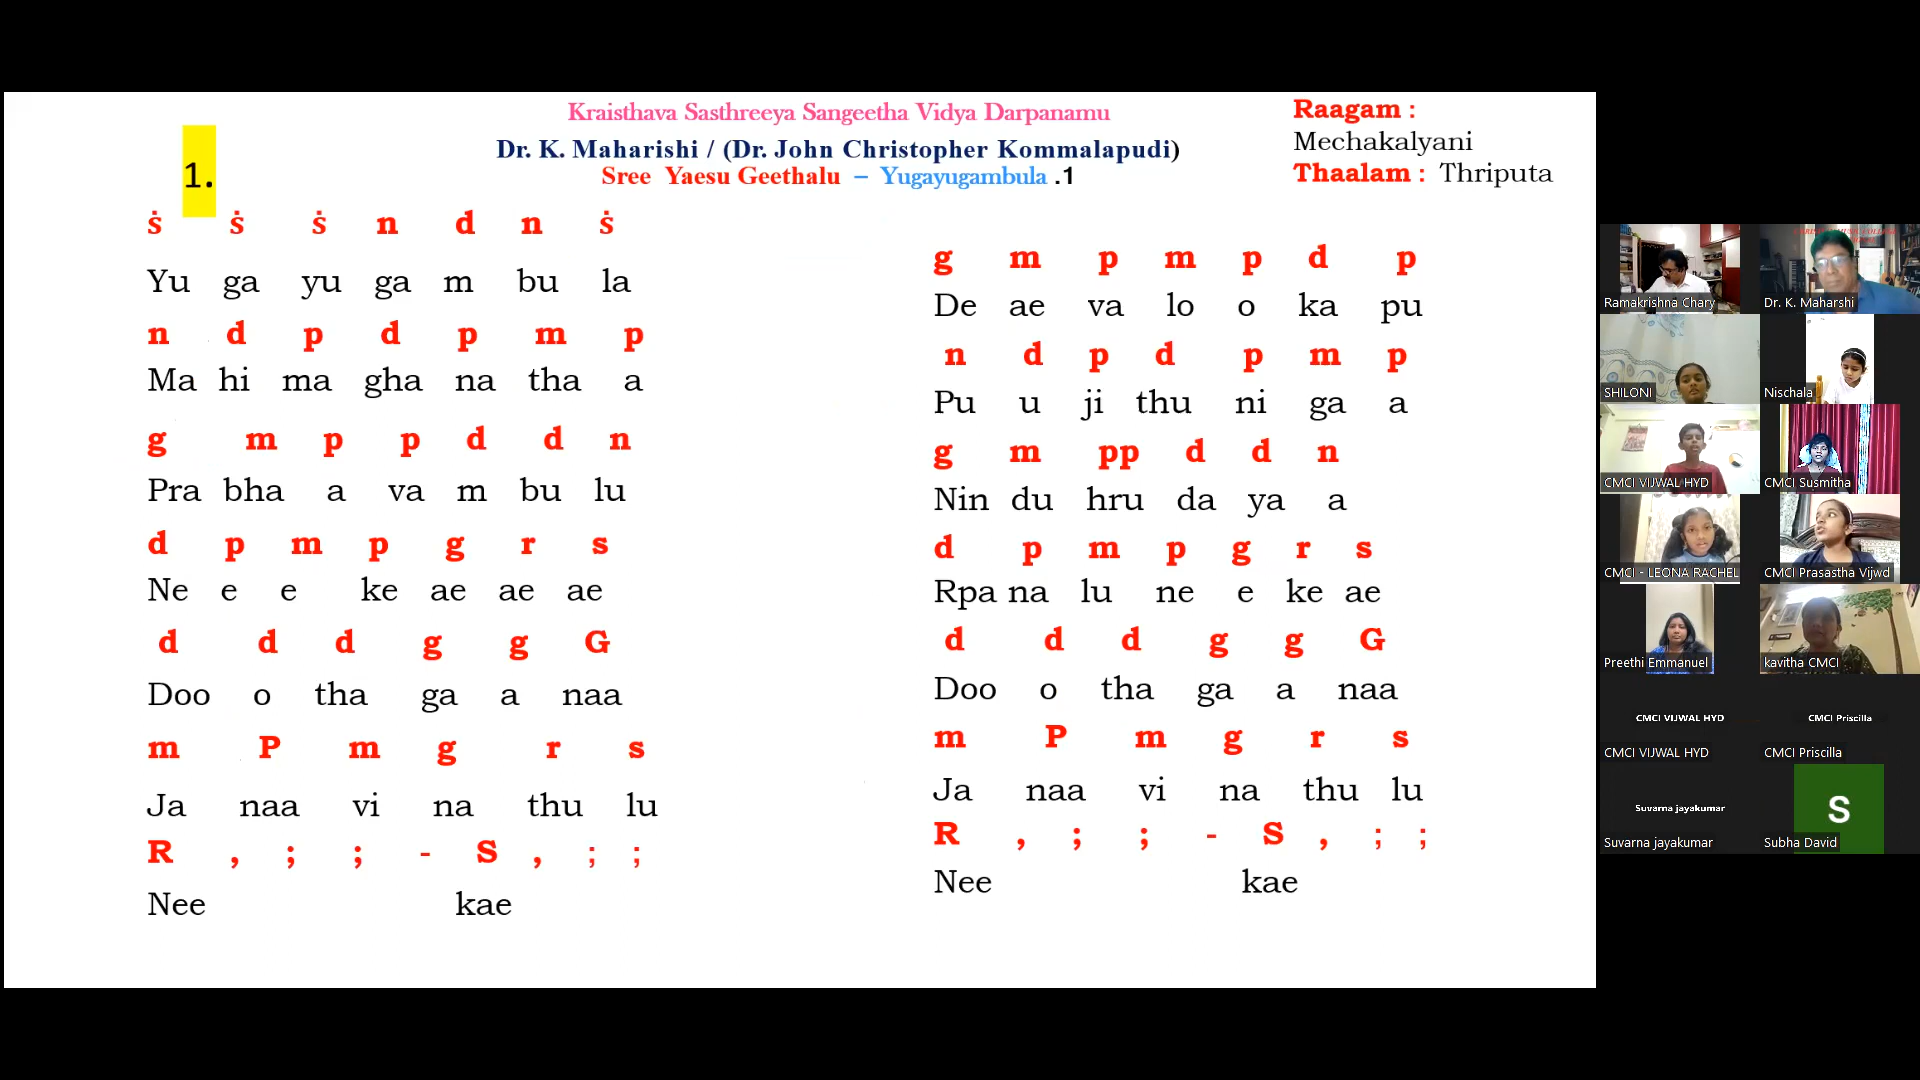 1.
Kraisthava Sasthreeya Sangeetha Vidya Darpanamu
Dr. K. Maharishi / (Dr. John Christopher Kommalapudi)
Sree Yaesu Geethalu – Yugayugambula .1
Raagam :
Mechakalyani
Thaalam : Thriputa
ṡ ṡ ṡ n d n ṡ
Yu ga yu ga m bu la
n d p d p m p
Ma hi ma gha na tha a
g m p p d d n
Pra bha a va m bu lu
d p m p g r s
Ne e e ke ae ae ae
d d d g g G
Doo o tha ga a naa
m P m g r s
Ja naa vi na thu lu
R , ; ; - S , ; ;
Nee kae
g m p m p d p
De ae va lo o ka pu
n d p d p m p
Pu u ji thu ni ga a
g m pp d d n
Nin du hru da ya a
d p m p g r s
Rpa na lu ne e ke ae
d d d g g G
Doo o tha ga a naa
m P m g r s
Ja naa vi na thu lu
R , ; ; - S , ; ;
Nee kae
Ramakrishna Chary
Dr. K. Maharshi
SHILONI
Nischala
CMCI VIJWAL HYD
CMCI Susmitha
CMCI - LEONA RACHEL
CMCI Prasastha Vijwd
Preethi Emmanuel
kavitha CMCI
CMCI VIJWAL HYD
CMCI Priscilla
CMCI VIJWAL HYD
CMCI Priscilla
Suvarna jayakumar
S
Suvarna jayakumar
Subha David